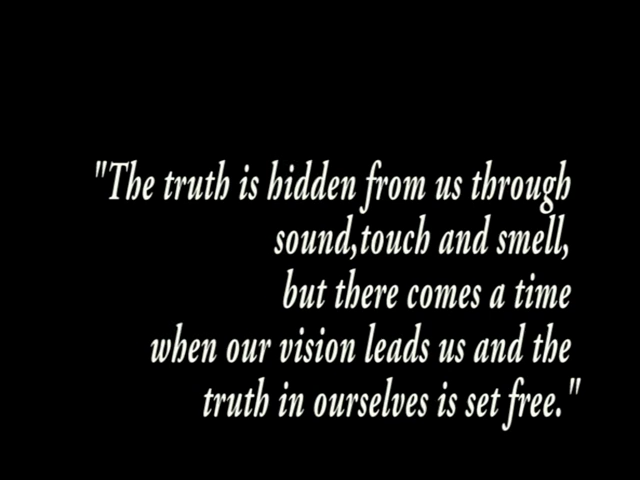 "The truth is hidden from us through
sound,touch and smell,
but there comes a time
when our vision leads us and the
truth in ourselves is set free."